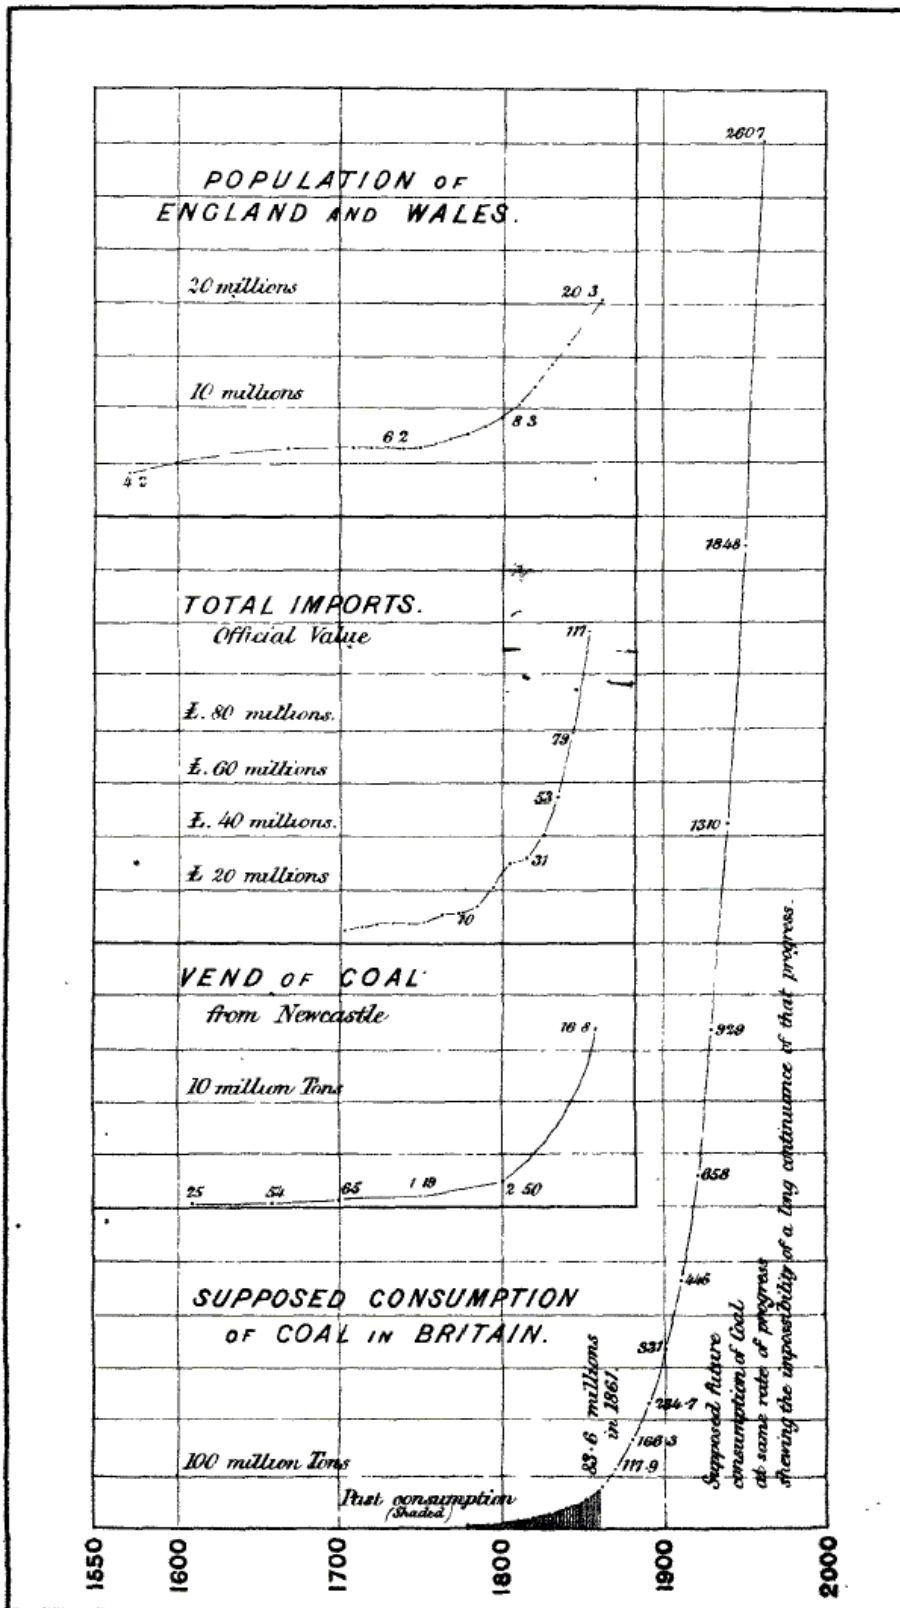 2607
POPULATION OF
ENGLAND AND WALES.
20 millions
20 3
10 millions
8 3
6 2
1848
TOTAL IMPORTS.
Official Value
117
£. 80 millions.
79
£. 60 millions
53
£. 40 millions.
1310
31
£ 20 millions
10
VEND OF COAL
from Newcastle
16 8
929
10 million Tons
25
54
65
1 19
2 50
658
446
SUPPOSED CONSUMPTION
OF COAL IN BRITAIN.
331
234·7
166·3
117·9
83·6 millions
in 1861.
100 million Tons
Past consumption
(Shaded)
Supposed future
consumption of Coal
at same rate of progress
shewing the impossibility of a long continuance of that progress.
1550
1600
1700
1800
1900
2000